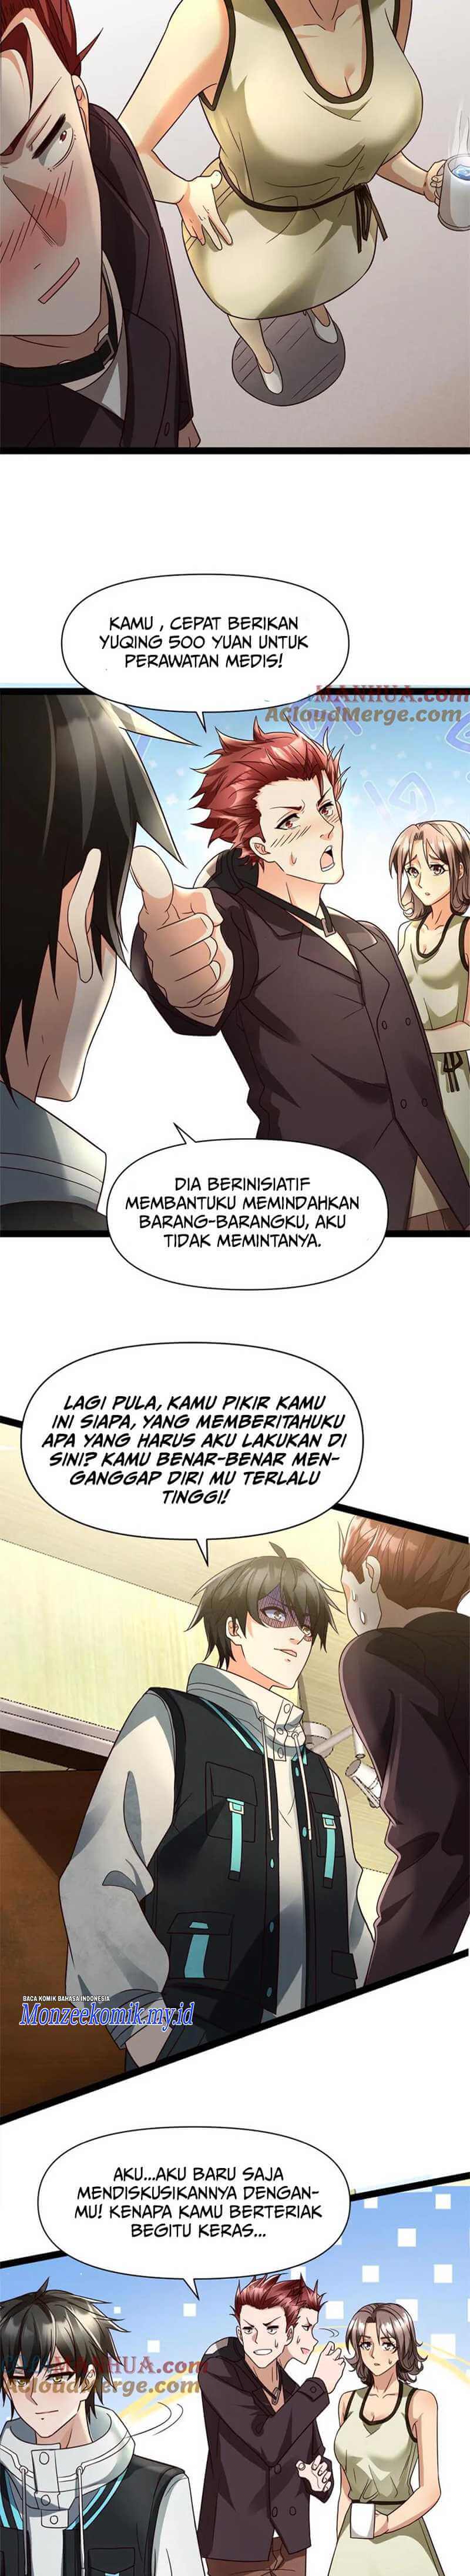 KAMU , CEPAT BERIKAN
YUQING 500 YUAN UNTUK
PERAWATAN MEDIS!
MANHUA.com
ACloudMerge.com
DIA BERINISIATIF
MEMBANTUKU MEMINDAHKAN
BARANG-BARANGKU, AKU
TIDAK MEMINTANYA.
LAGI PULA, KAMU PIKIR KAMU
INI SIAPA, YANG MEMBERITAHUKU
APA YANG HARUS AKU LAKUKAN DI
SINI? KAMU BENAR-BENAR MEN-
GANGGAP DIRI MU TERLALU
TINGGI!
BACA KOMIK BAHASA INDONESIA
Monzeekomik.my.id
AKU...AKU BARU SAJA
MENDISKUSIKANNYA DENGAN-
MU! KENAPA KAMU BERTERIAK
BEGITU KERAS...
MANHUA.com
AcloudMerge.com